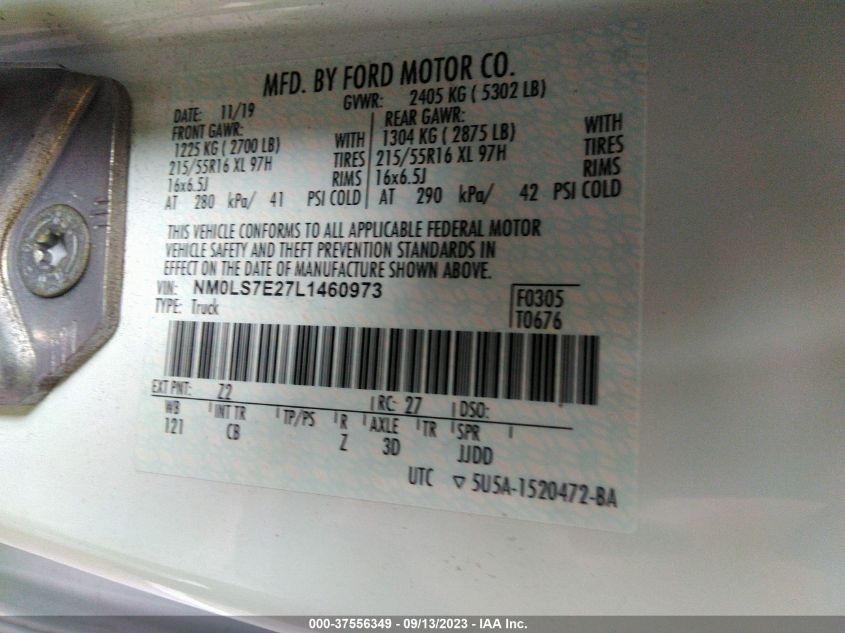 MFD. BY FORD MOTOR CO.
DATE: 11/19 GVWR: 2405 KG ( 5302 LB)
FRONT GAWR: REAR GAWR:
1225 KG ( 2700 LB) WITH 1304 KG ( 2875 LB) WITH
215/55R16 XL 97H TIRES 215/55R16 XL 97H TIRES
16x6.5J RIMS 16x6.5J RIMS
AT 280 kPa/ 41 PSI COLD AT 290 kPa/ 42 PSI COLD
THIS VEHICLE CONFORMS TO ALL APPLICABLE FEDERAL MOTOR
VEHICLE SAFETY AND THEFT PREVENTION STANDARDS IN
EFFECT ON THE DATE OF MANUFACTURE SHOWN ABOVE.
VIN: NM0LS7E27L1460973 F0305
TYPE: Truck T0676
EXT PNT: Z2 RC: 27 DSO:
WB INT TR TP/PS R AXLE TR SPR
121 CB Z 3D JJDD
UTC ▽ 5U5A-1520472-BA
000-37556349 - 09/13/2023 - IAA Inc.